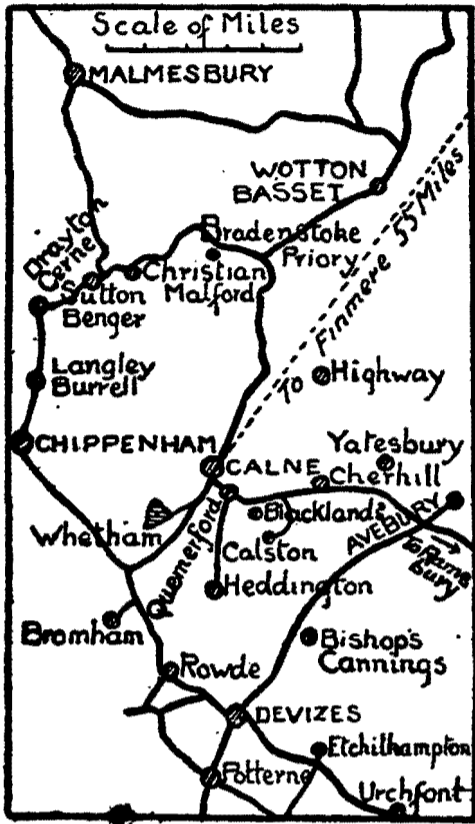 Scale of Miles
MALMESBURY
WOTTON
BASSET
Bradenstoke
Priory
Drayton
Cerne
Christian
Malford
Sutton
Benger
To Finmere 55 Miles
Langley
Burrell
Highway
CHIPPENHAM
CALNE
Yatesbury
Cherhill
Blacklands
AVEBURY
Whetham
Quemerford
Calston
To Rams
bury
Heddington
Bromham
Bishop's
Cannings
Rowde
DEVIZES
Etchilhampton
Potterne
Urchfont